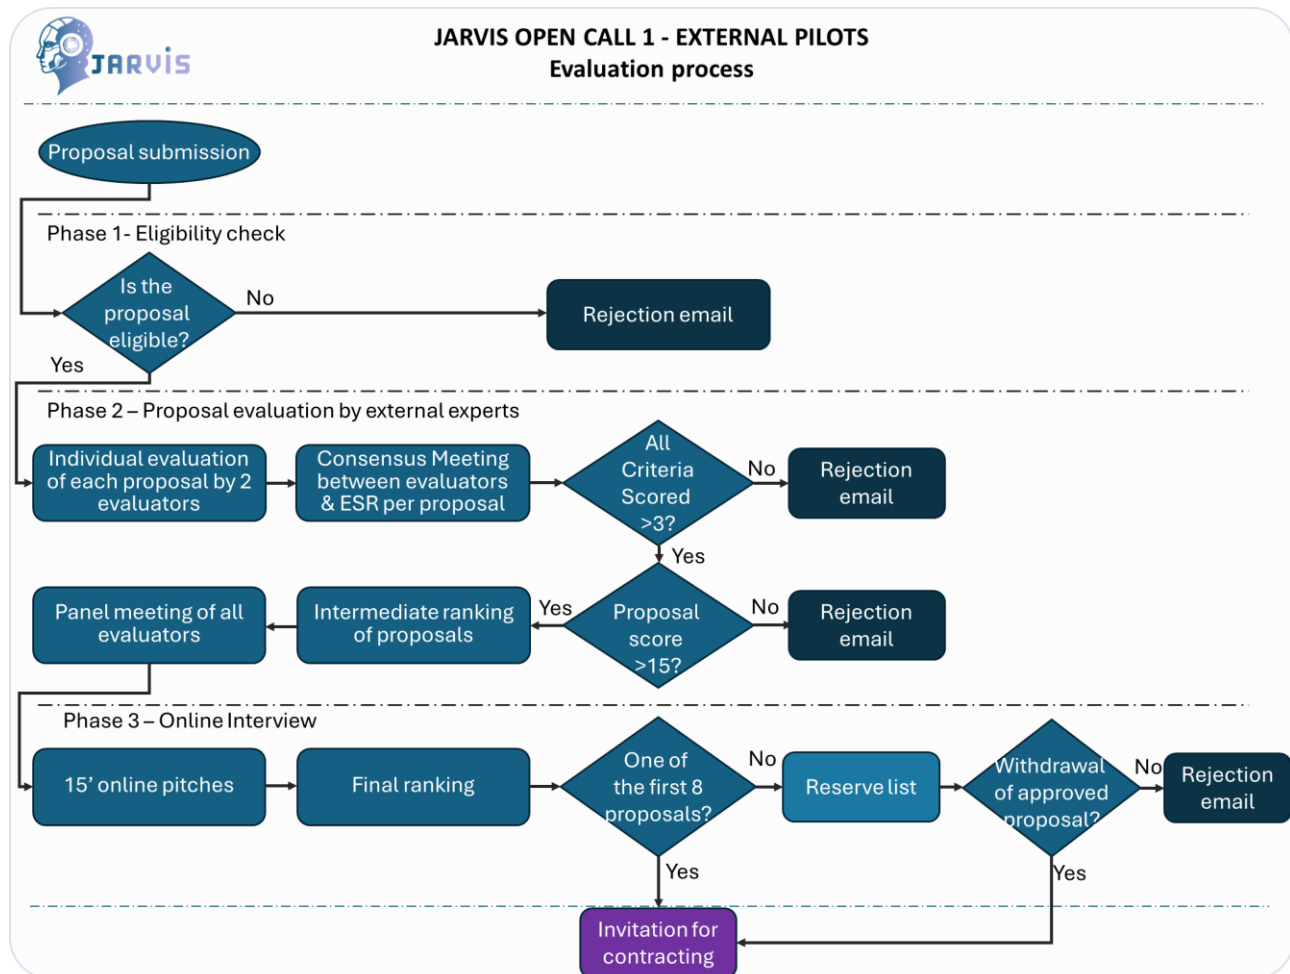 JARVIS
JARVIS OPEN CALL 1 - EXTERNAL PILOTS
Evaluation process
Proposal submission
Phase 1- Eligibility check
Is the
proposal
eligible?
No
Rejection email
Yes
Phase 2 – Proposal evaluation by external experts
Individual evaluation
of each proposal by 2
evaluators
Consensus Meeting
between evaluators
& ESR per proposal
All
Criteria
Scored
>3?
No
Rejection
email
Yes
Panel meeting of all
evaluators
Intermediate ranking
of proposals
Yes
Proposal
score
>15?
No
Rejection
email
Phase 3 – Online Interview
15' online pitches
Final ranking
One of
the first 8
proposals?
No
Reserve list
Withdrawal
of approved
proposal?
No
Rejection
email
Yes
Yes
Invitation for
contracting